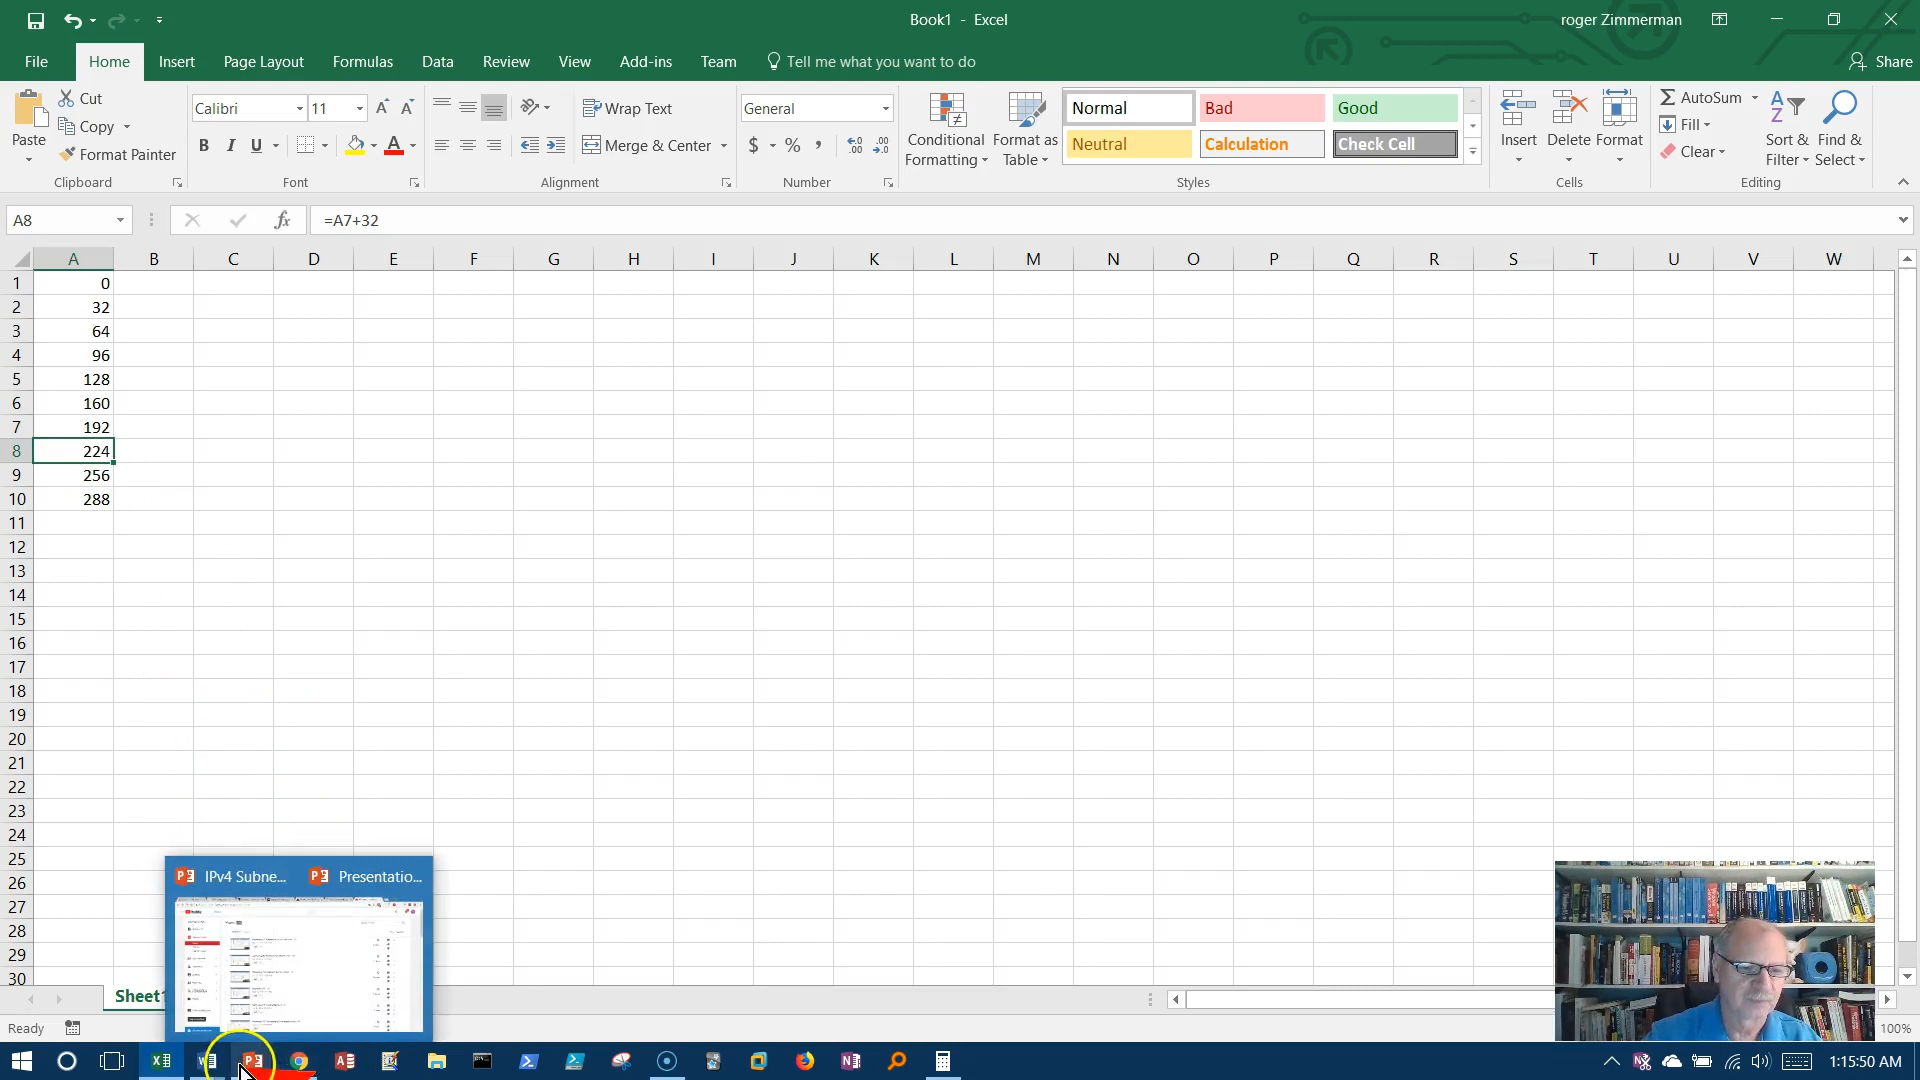 Book1 - Excel
roger Zimmerman
File
Home
Insert
Page Layout
Formulas
Data
Review
View
Add-ins
Team
Tell me what you want to do
Share
Paste
Cut
Copy
Format Painter
Clipboard
Calibri
11
B I U
Font
Wrap Text
Merge & Center
Alignment
General
$ % ,
Number
Conditional
Formatting
Format as
Table
Normal
Bad
Good
Neutral
Calculation
Check Cell
Styles
Insert
Delete
Format
Cells
AutoSum
Fill
Clear
Sort &
Filter
Find &
Select
Editing
A8
fx
=A7+32
A B C D E F G H I J K L M N O P Q R S T U V W
1 0
2 32
3 64
4 96
5 128
6 160
7 192
8 224
9 256
10 288
11
12
13
14
15
16
17
18
19
20
21
22
23
24
25
26
27
28
29
30
IPv4 Subne...
Presentatio...
Sheet1
Ready
100%
1:15:50 AM